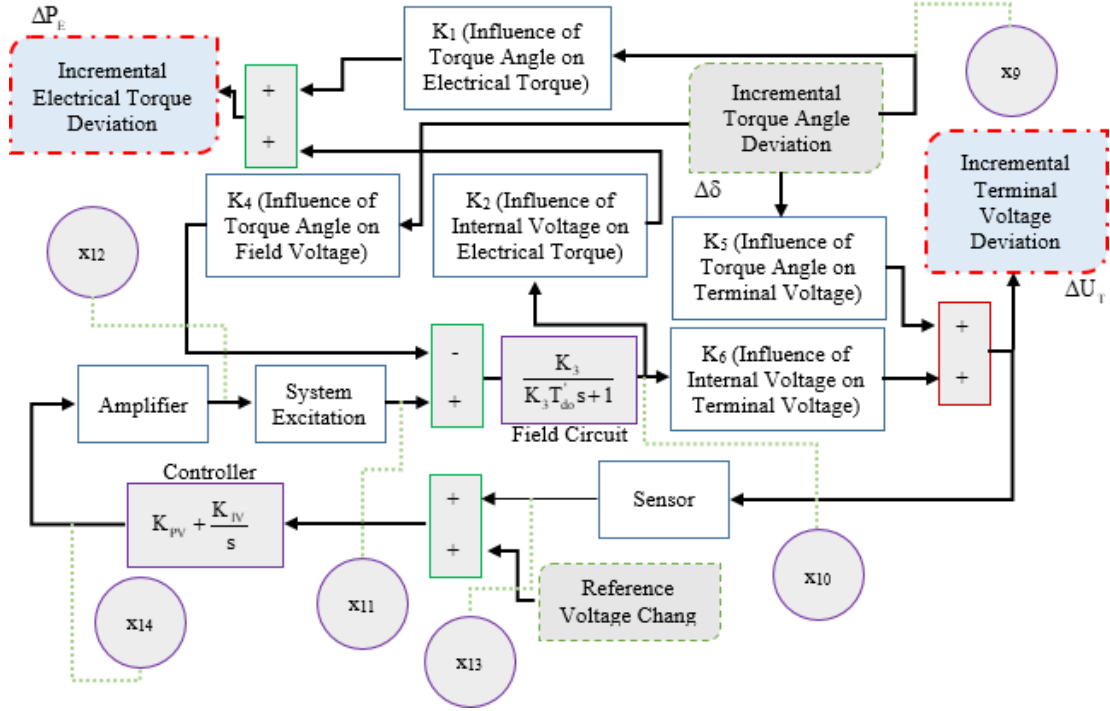 ΔP_E
Incremental
Electrical Torque
Deviation
+
+
K₁ (Influence of
Torque Angle on
Electrical Torque)
Incremental
Torque Angle
Deviation
Δδ
x₉
Incremental
Terminal
Voltage
Deviation
ΔU_T
x₁₂
K₄ (Influence of
Torque Angle on
Field Voltage)
K₂ (Influence of
Internal Voltage on
Electrical Torque)
K₅ (Influence of
Torque Angle on
Terminal Voltage)
+
+
Amplifier
System
Excitation
-
+
K₃
K₃T'do s+1
Field Circuit
K₆ (Influence of
Internal Voltage on
Terminal Voltage)
Controller
K_PV + K_IV
s
+
+
Sensor
Reference
Voltage Chang
x₁₄
x₁₁
x₁₃
x₁₀